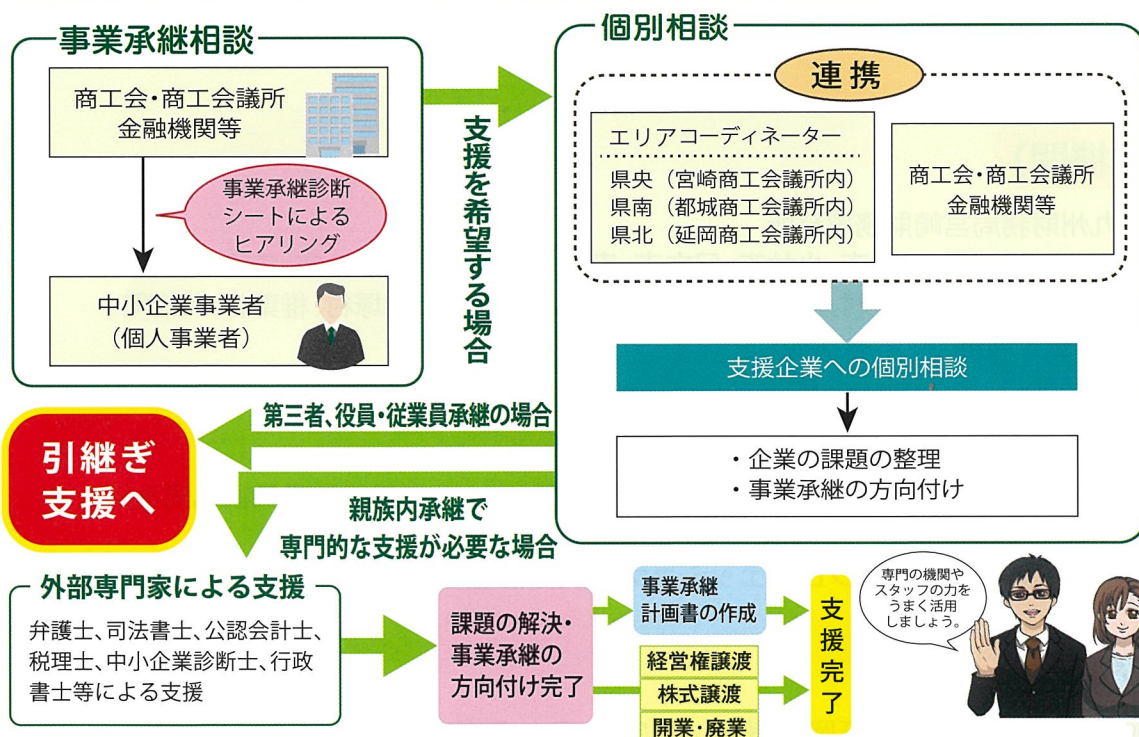 事業承継相談
商工会・商工会議所
金融機関等
事業承継診断
シートによる
ヒアリング
中小企業事業者
(個人事業者)
支援を希望する場合
個別相談
連携
エリアコーディネーター
県央(宮崎商工会議所内)
県南(都城商工会議所内)
県北(延岡商工会議所内)
商工会・商工会議所
金融機関等
支援企業への個別相談
・企業の課題の整理
・事業承継の方向付け
第三者、役員・従業員承継の場合
引継ぎ
支援へ
親族内承継で
専門的な支援が必要な場合
外部専門家による支援
弁護士、司法書士、公認会計士、
税理士、中小企業診断士、行政
書士等による支援
課題の解決・
事業承継の
方向付け完了
事業承継
計画書の作成
経営権譲渡
株式譲渡
開業・廃業
支援完了
専門の機関や
スタッフの力を
うまく活用
しましょう。